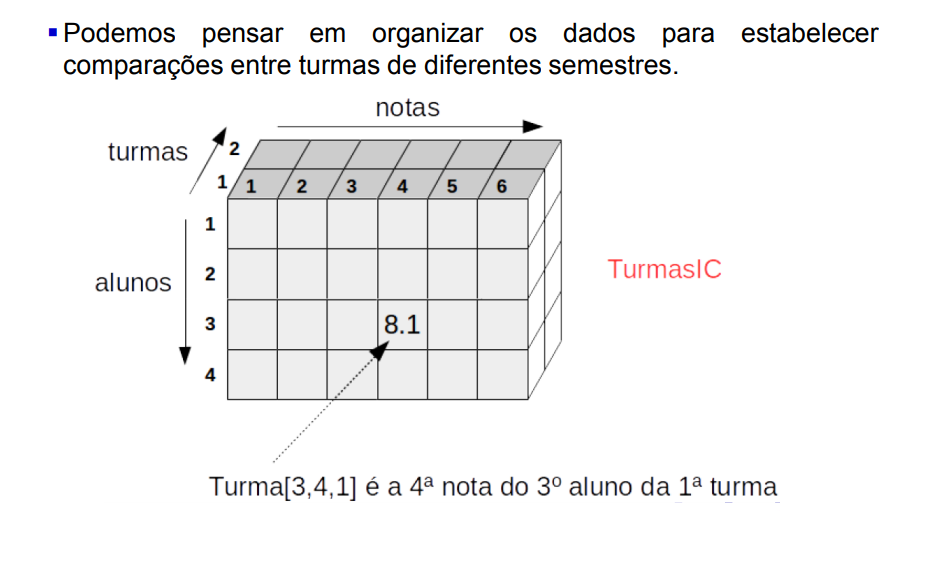 Podemos pensar em organizar os dados para estabelecer
comparações entre turmas de diferentes semestres.
notas
turmas
2
1
1 2 3 4 5 6
1
alunos
2
TurmasIC
3
8.1
4
Turma[3,4,1] é a 4ª nota do 3º aluno da 1ª turma